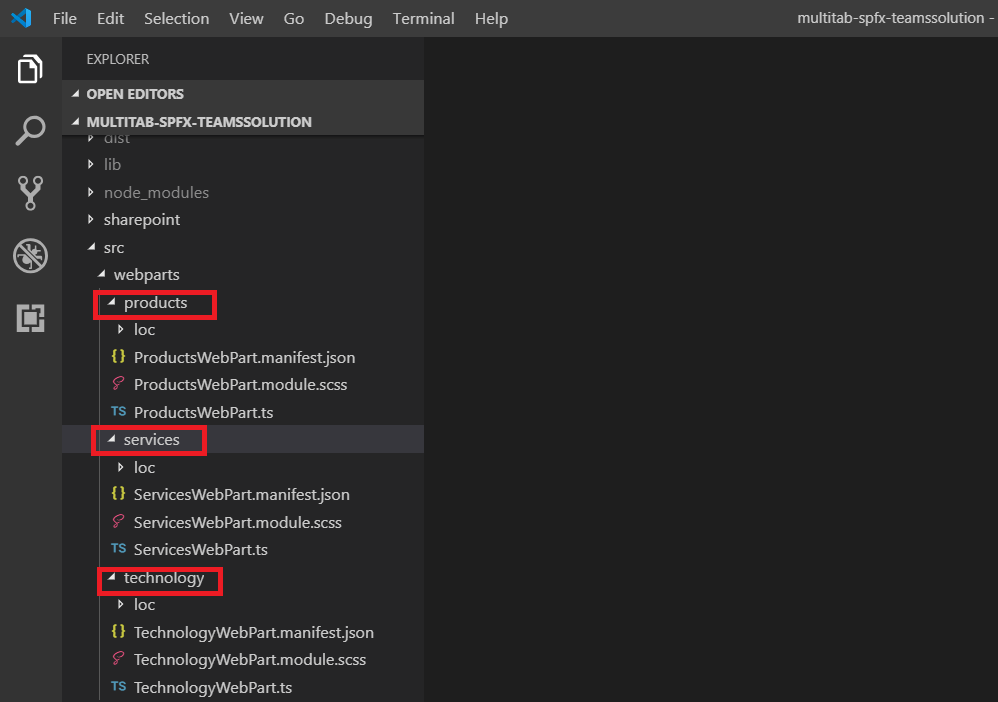 File Edit Selection View Go Debug Terminal Help multitab-spfx-teamssolution -
EXPLORER
OPEN EDITORS
MULTITAB-SPFX-TEAMSSOLUTION
dist
lib
node_modules
sharepoint
src
webparts
products
loc
{} ProductsWebPart.manifest.json
ProductsWebPart.module.scss
TS ProductsWebPart.ts
services
loc
{} ServicesWebPart.manifest.json
ServicesWebPart.module.scss
TS ServicesWebPart.ts
technology
loc
{} TechnologyWebPart.manifest.json
TechnologyWebPart.module.scss
TS TechnologyWebPart.ts